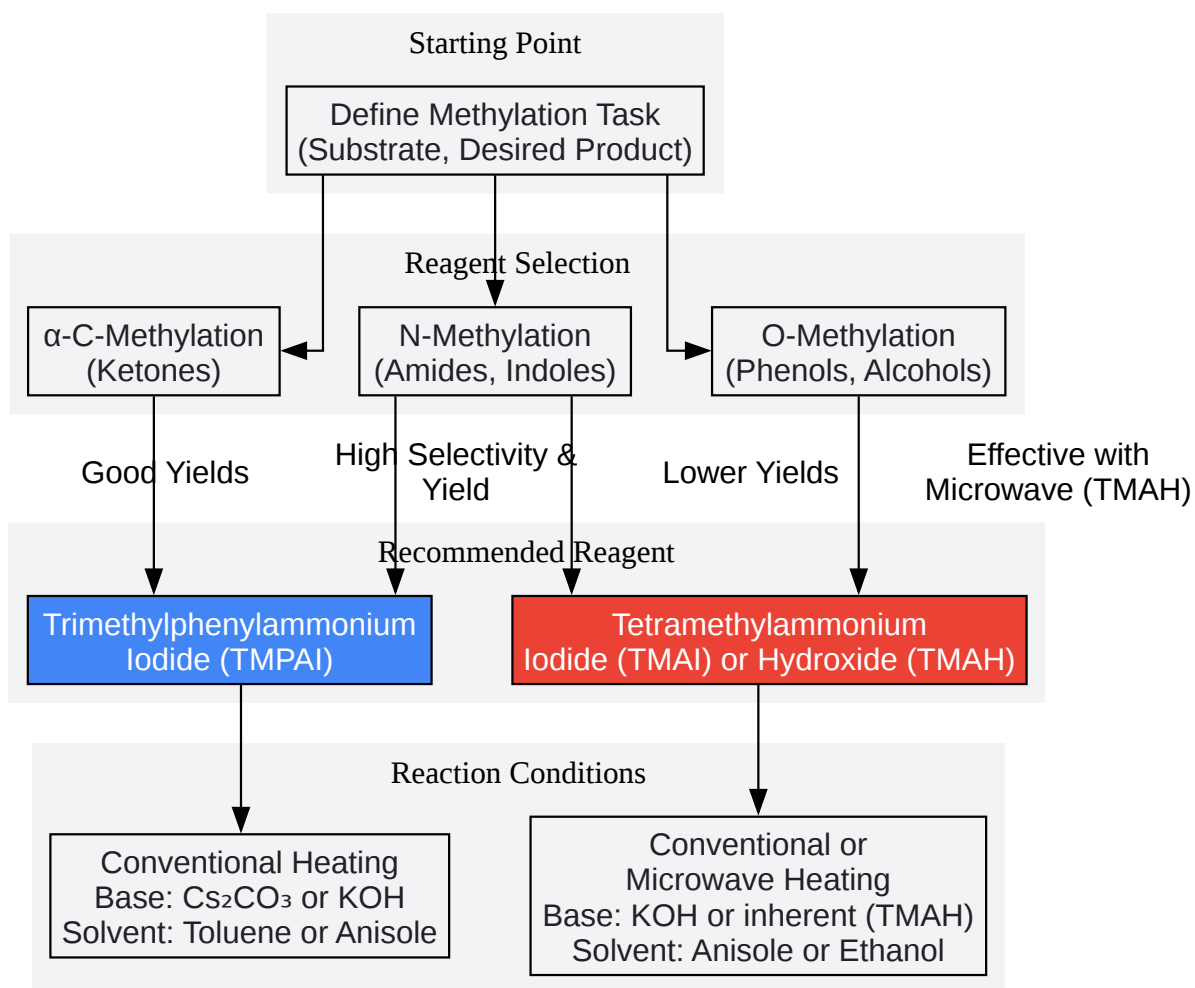 Starting Point
Define Methylation Task
(Substrate, Desired Product)
Reagent Selection
α-C-Methylation
(Ketones)
N-Methylation
(Amides, Indoles)
O-Methylation
(Phenols, Alcohols)
Good Yields
High Selectivity &
Yield
Lower Yields
Effective with
Microwave (TMAH)
Recommended Reagent
Trimethylphenylammonium
Iodide (TMPAI)
Tetramethylammonium
Iodide (TMAI) or Hydroxide (TMAH)
Reaction Conditions
Conventional Heating
Base: Cs₂CO₃ or KOH
Solvent: Toluene or Anisole
Conventional or
Microwave Heating
Base: KOH or inherent (TMAH)
Solvent: Anisole or Ethanol